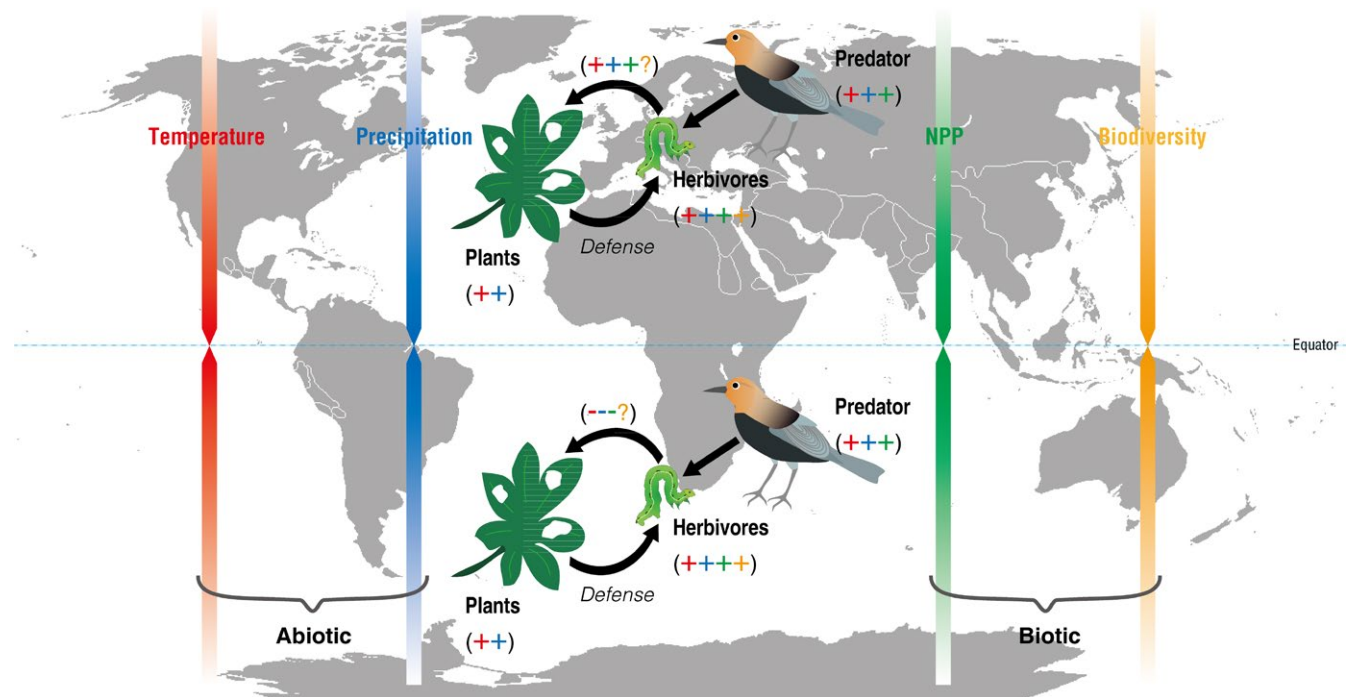 (+++?)
Predator
(+++)
Temperature
Precipitation
NPP
Biodiversity
Herbivores
(++++)
Defense
Plants
(++)
Equator
(---?)
Predator
(+++)
Herbivores
(++++)
Defense
Plants
(++)
Abiotic
Biotic